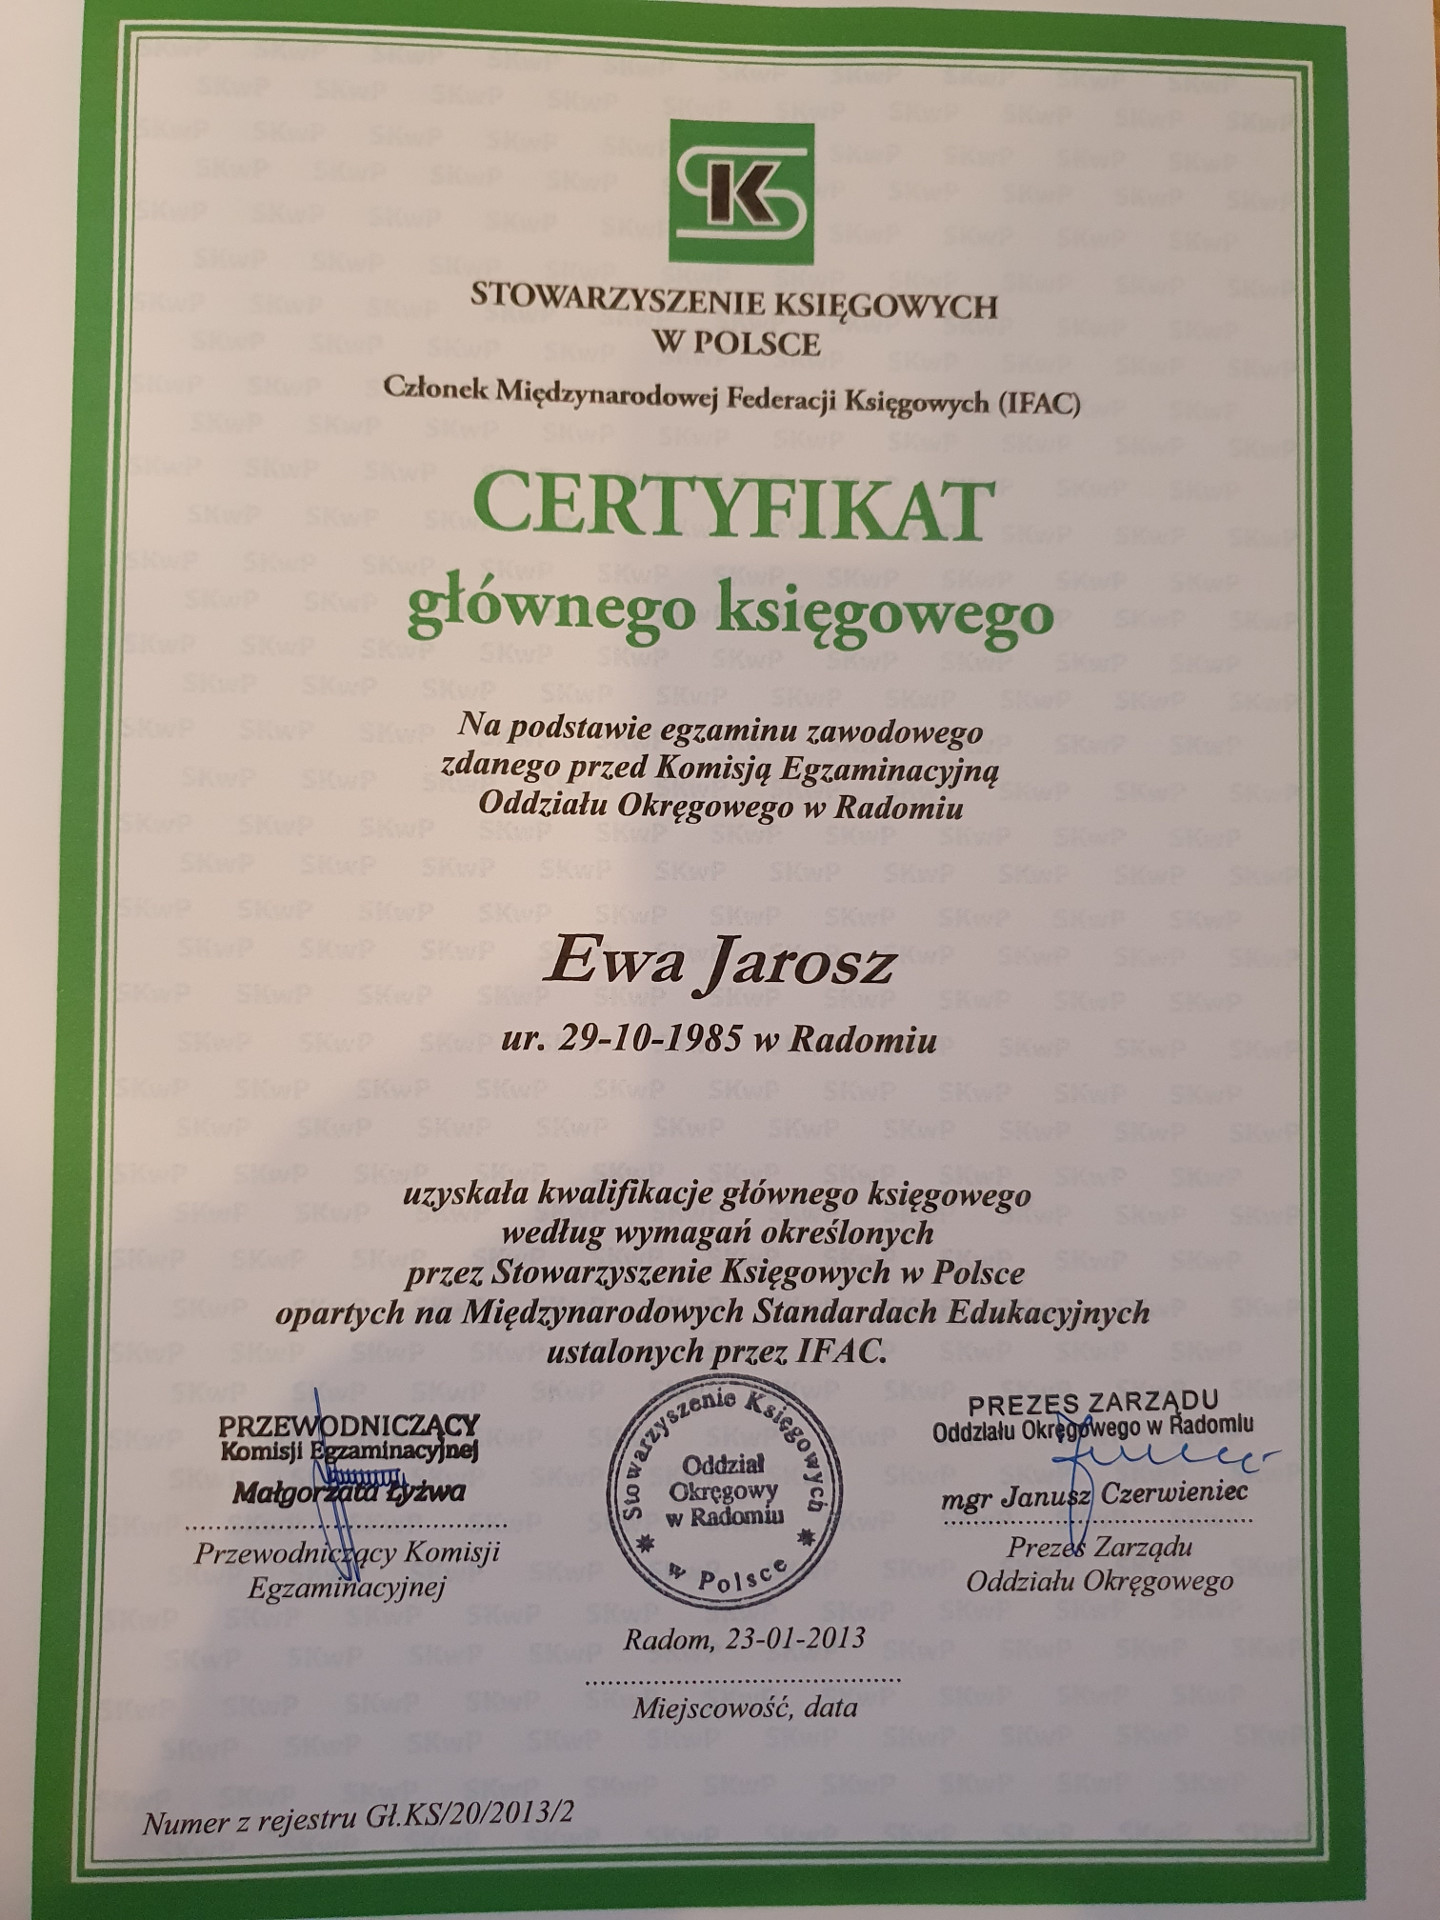 SK
STOWARZYSZENIE KSIĘGOWYCH
W POLSCE
Członek Międzynarodowej Federacji Księgowych (IFAC)
CERTYFIKAT
głównego księgowego
Na podstawie egzaminu zawodowego
zdanego przed Komisją Egzaminacyjną
Oddziału Okręgowego w Radomiu
Ewa Jarosz
ur. 29-10-1985 w Radomiu
uzyskała kwalifikacje głównego księgowego
według wymagań określonych
przez Stowarzyszenie Księgowych w Polsce
opartych na Międzynarodowych Standardach Edukacyjnych
ustalonych przez IFAC.
PRZEWODNICZĄCY
Komisji Egzaminacyjnej
Małgorzata Łyżwa
Przewodniczący Komisji
Egzaminacyjnej
Stowarzyszenie Księgowych
w Polsce
Oddział
Okręgowy
w Radomiu
PREZES ZARZĄDU
Oddziału Okręgowego w Radomiu
mgr Janusz Czerwieniec
Prezes Zarządu
Oddziału Okręgowego
Radom, 23-01-2013
Miejscowość, data
Numer z rejestru Gł.KS/20/2013/2